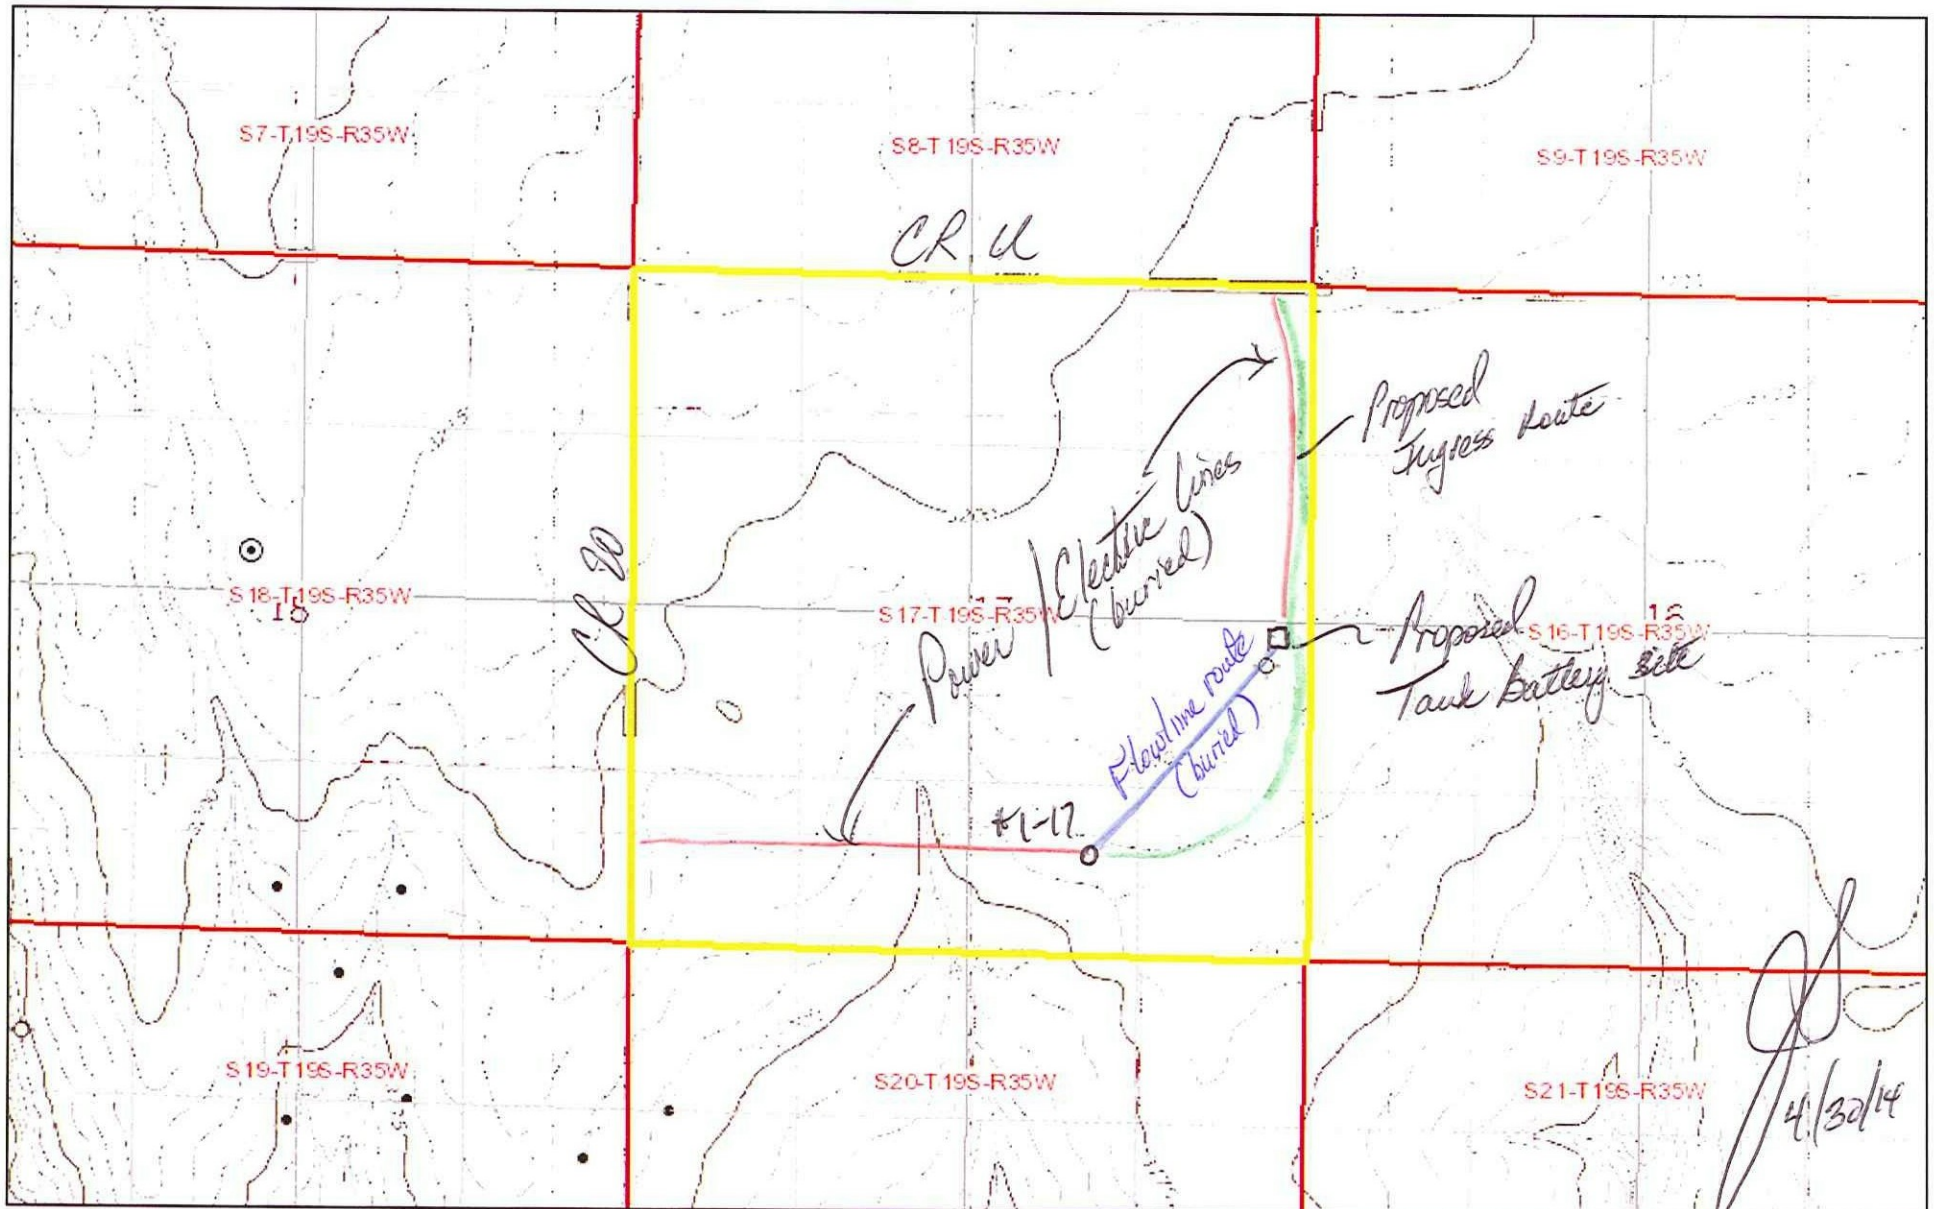 S7-T19S-R35W
S8-T19S-R35W
S9-T19S-R35W
CR U
Proposed
Ingress Route
Power / Electric lines
(buried)
CR 80
S18-T19S-R35W
18
S17-T19S-R35W
Proposed
Tank Battery site
16
S16-T19S-R35W
Flowline route
(buried)
#1-17
S19-T19S-R35W
S20-T19S-R35W
S21-T19S-R35W
4/30/14